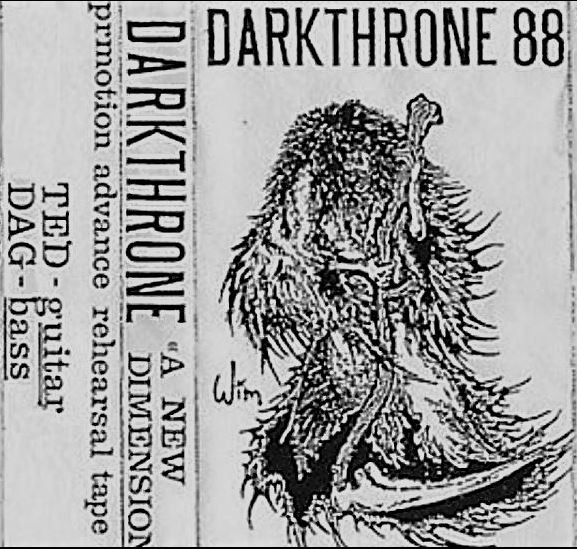 DARKTHRONE 88
Wim
DARKTHRONE "A NEW
DIMENSION
prmotion advance rehearsal tape
TED - guitar
DAG - bass